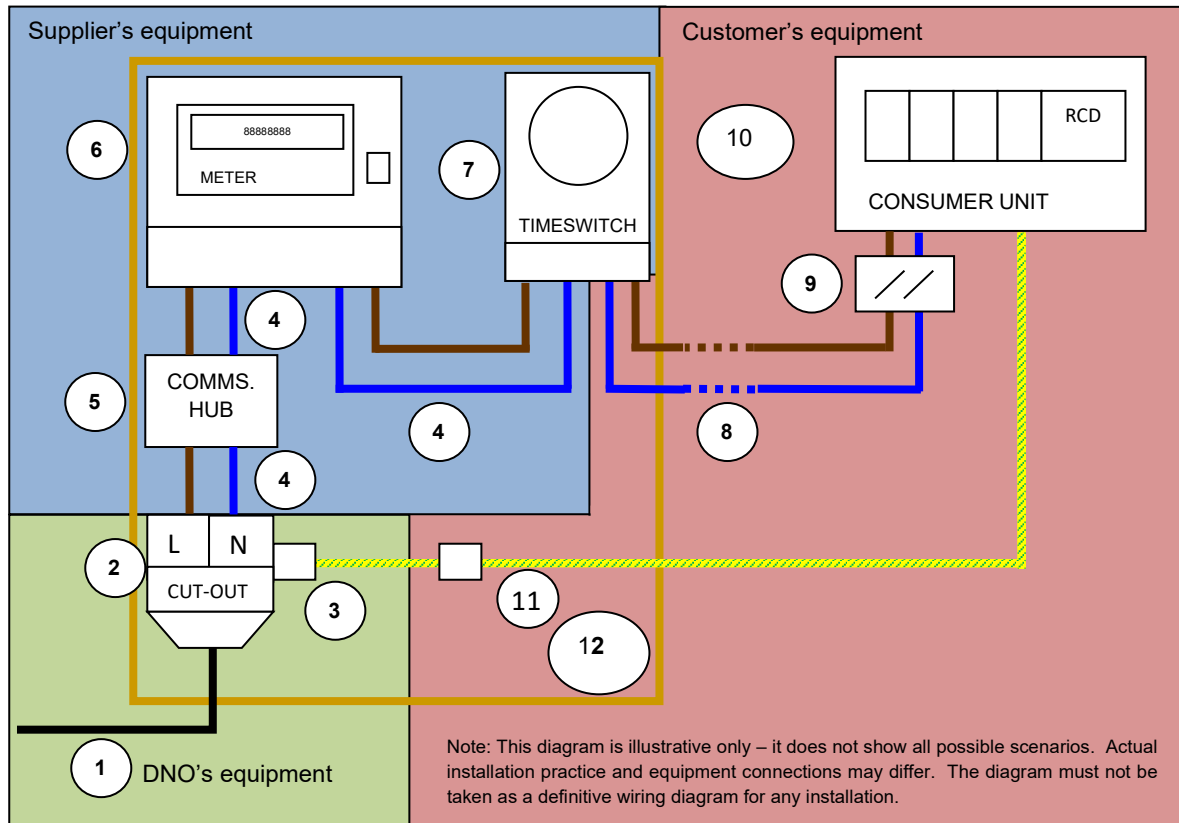 Supplier's equipment
Customer's equipment
88888888
METER
6
7
TIMESWITCH
10
RCD
CONSUMER UNIT
9
4
COMMS.
HUB
5
4
8
4
L
N
2
CUT-OUT
3
11
12
1
DNO's equipment
Note: This diagram is illustrative only – it does not show all possible scenarios. Actual
installation practice and equipment connections may differ. The diagram must not be
taken as a definitive wiring diagram for any installation.